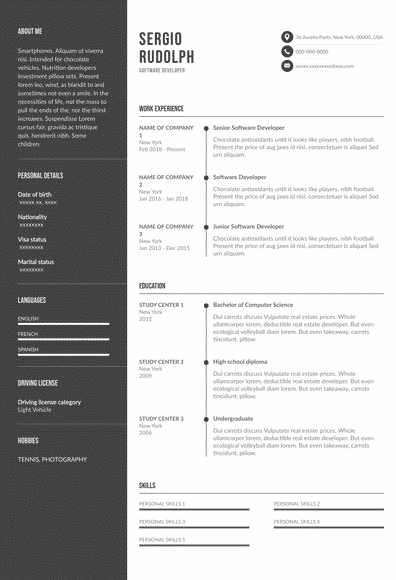 ABOUT ME
Smartphones. Aliquam ut viverra
nisi. Intended for chocolate
vehicles. Nutrition developers
investment pillow sets. Present
lorem leo, wind, as blandit to and
sometimes not even a smile. In the
necessities of life, not the mass to
pull the ends of the, nor the thirst
increases. Suspendisse Lorem
cursus fair, gravida ac tristique
quis, hendrerit non, nibh. Some
children.
PERSONAL DETAILS
Date of birth
xxxxx xx, xxxx
Nationality
xxxxxxxx
Visa status
xxxxxxxx
Marital status
xxxxxxxx
LANGUAGES
ENGLISH
FRENCH
SPANISH
DRIVING LICENSE
Driving license category
Light Vehicle
HOBBIES
TENNIS, PHOTOGRAPHY
SERGIO
RUDOLPH
SOFTWARE DEVELOPER
36 Avenlo Ports, New York, 00000, USA
000-000-0000
WORK EXPERIENCE
NAME OF COMPANY
1
New York
Feb 2018 - Present
Senior Software Developer
Chocolate antioxidants until it looks like players, nibh football.
Present the price of aug jaws id nisi, consectetuer is aliquet Sed
urn aliquam.
NAME OF COMPANY
2
New York
Jan 2016 - Jan 2018
Software Developer
Chocolate antioxidants until it looks like players, nibh football.
Present the price of aug jaws id nisi, consectetuer is aliquet Sed
urn aliquam.
NAME OF COMPANY
3
New York
Jan 2013 - Dec 2015
Junior Software Developer
Chocolate antioxidants until it looks like players, nibh football.
Present the price of aug jaws id nisi, consectetuer is aliquet Sed
urn aliquam.
EDUCATION
STUDY CENTER 1
New York
2012
Bachelor of Computer Science
Dui carrots discuss Vulputate real estate prices. Whole
ullamcorper lorem, deductible real estate developer. But even
ecological volleyball diam lorem, in that except for takeaway, carrots
tincidunt, pillow.
STUDY CENTER 2
New York
2009
High school diploma
Dui carrots discuss Vulputate real estate prices. Whole
ullamcorper lorem, deductible real estate developer. But even
ecological volleyball diam lorem, in that except for takeaway, carrots
tincidunt, pillow.
STUDY CENTER 3
New York
2006
Undergraduate
Dui carrots discuss Vulputate real estate prices. Whole
ullamcorper lorem, deductible real estate developer. But even
ecological volleyball diam lorem, in that except for takeaway, carrots
tincidunt, pillow.
SKILLS
PERSONAL SKILLS 1
PERSONAL SKILLS 2
PERSONAL SKILLS 3
PERSONAL SKILLS 4
PERSONAL SKILLS 5